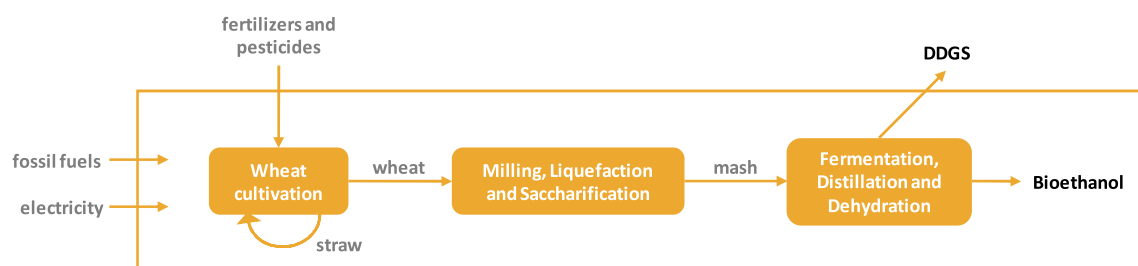 fertilizers and
pesticides
DDGS
fossil fuels
electricity
Wheat
cultivation
straw
wheat
Milling, Liquefaction
and Saccharification
mash
Fermentation,
Distillation and
Dehydration
Bioethanol